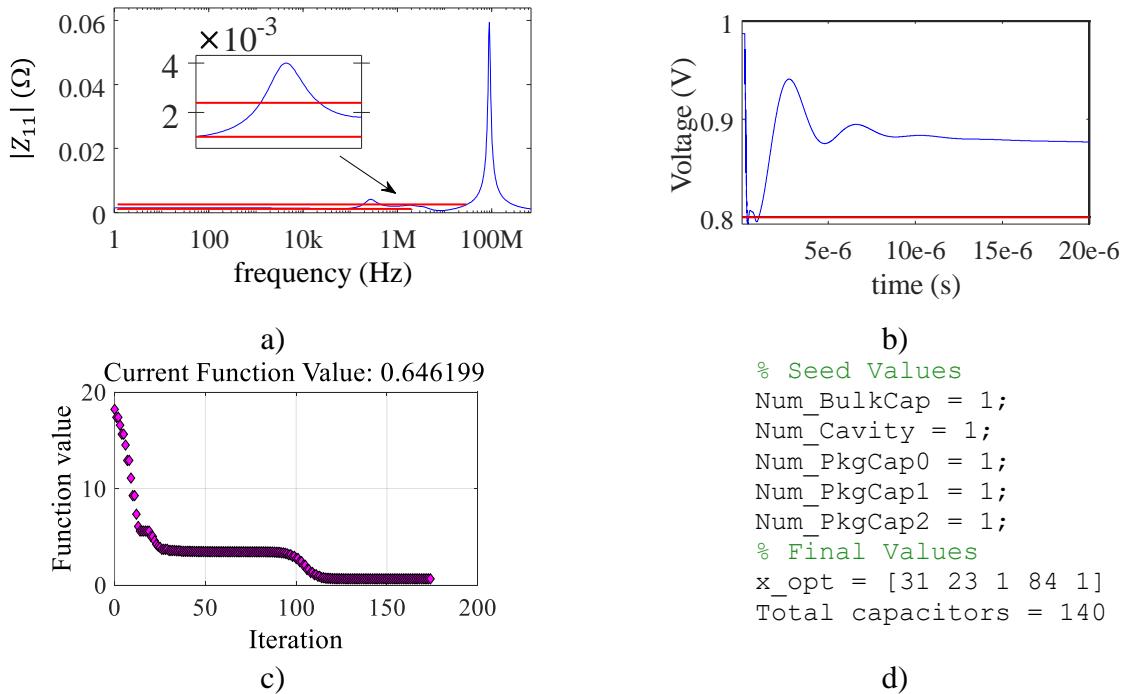 0.06
0.04
0.02
0
|Z11| (Ω)
×10^-3
4
2
1 100 10k 1M 100M
frequency (Hz)
a)
1
0.9
0.8
Voltage (V)
5e-6 10e-6 15e-6 20e-6
time (s)
b)
Current Function Value: 0.646199
20
10
0
Function value
0 50 100 150 200
Iteration
c)
% Seed Values
Num_BulkCap = 1;
Num_Cavity = 1;
Num_PkgCap0 = 1;
Num_PkgCap1 = 1;
Num_PkgCap2 = 1;
% Final Values
x_opt = [31 23 1 84 1]
Total capacitors = 140
d)